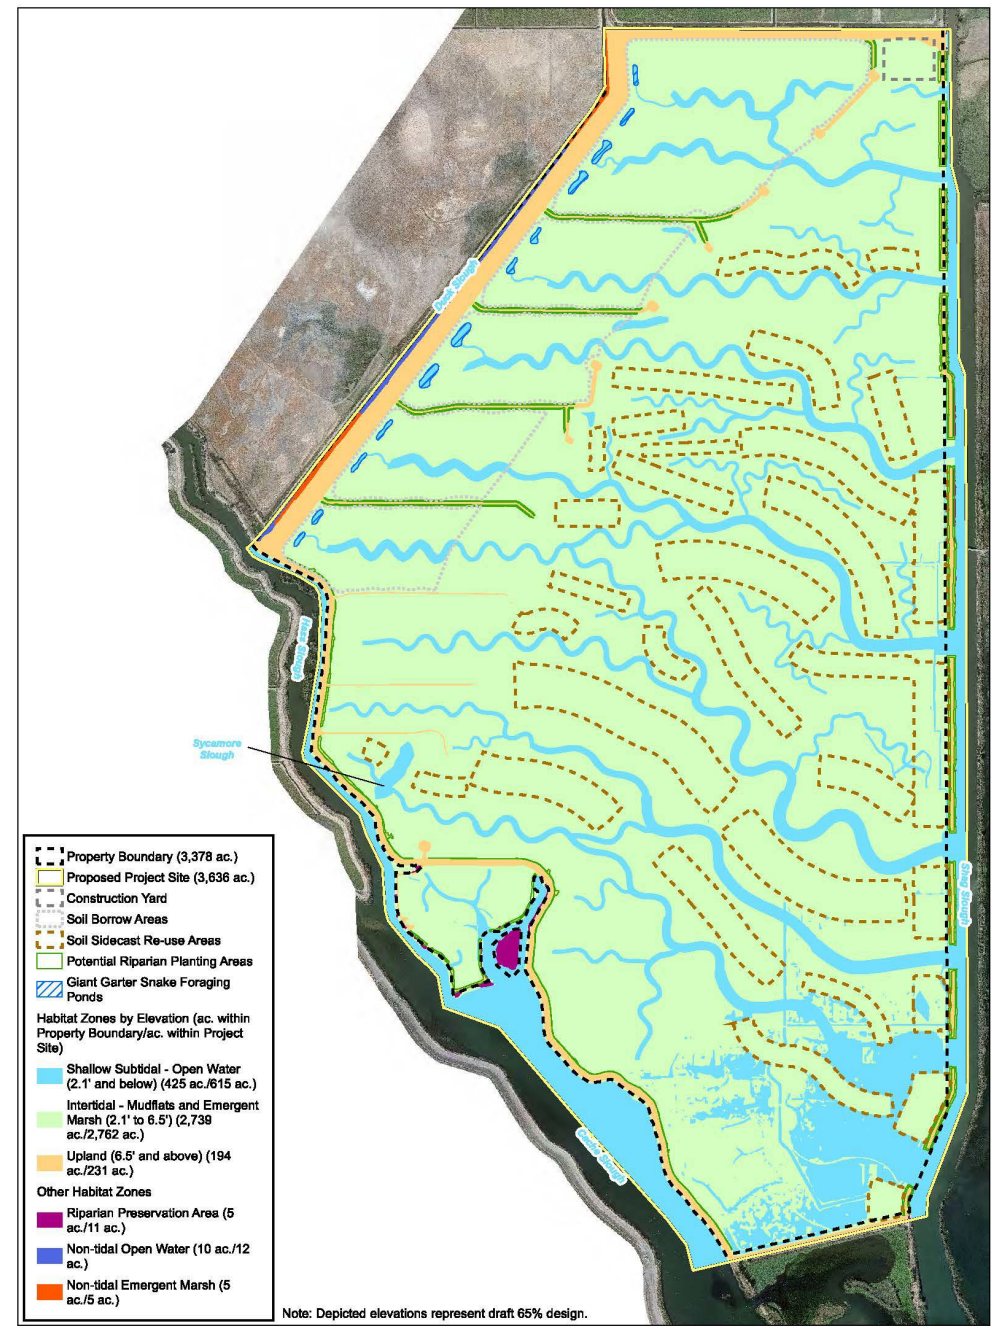 Duck Slough
Hass Slough
Sycamore
Slough
Shag Slough
Cache Slough
Property Boundary (3,378 ac.)
Proposed Project Site (3,636 ac.)
Construction Yard
Soil Borrow Areas
Soil Sidecast Re-use Areas
Potential Riparian Planting Areas
Giant Garter Snake Foraging
Ponds
Habitat Zones by Elevation (ac. within
Property Boundary/ac. within Project
Site)
Shallow Subtidal - Open Water
(2.1' and below) (425 ac./615 ac.)
Intertidal - Mudflats and Emergent
Marsh (2.1' to 6.5') (2,739
ac./2,762 ac.)
Upland (6.5' and above) (194
ac./231 ac.)
Other Habitat Zones
Riparian Preservation Area (5
ac./11 ac.)
Non-tidal Open Water (10 ac./12
ac.)
Non-tidal Emergent Marsh (5
ac./5 ac.)
Note: Depicted elevations represent draft 65% design.